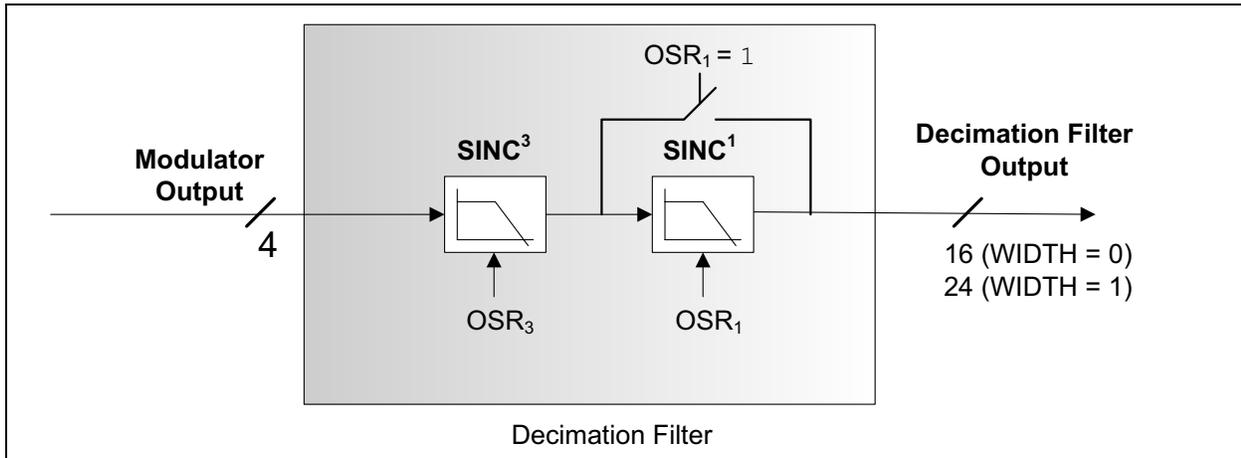 OSR₁ = 1
SINC³
SINC¹
Modulator
Output
4
Decimation Filter
Output
16 (WIDTH = 0)
24 (WIDTH = 1)
OSR₃
OSR₁
Decimation Filter